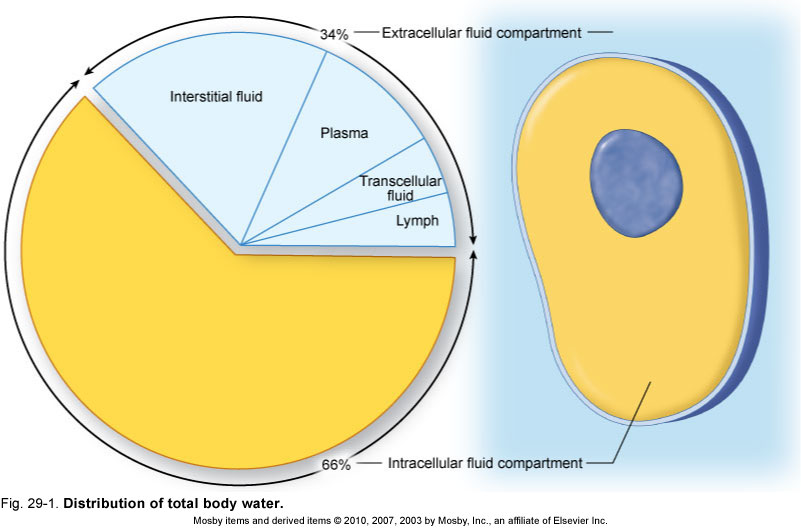 34% Extracellular fluid compartment
Interstitial fluid
Plasma
Transcellular
fluid
Lymph
66% Intracellular fluid compartment
Fig. 29-1. Distribution of total body water.
Mosby items and derived items © 2010, 2007, 2003 by Mosby, Inc., an affiliate of Elsevier Inc.